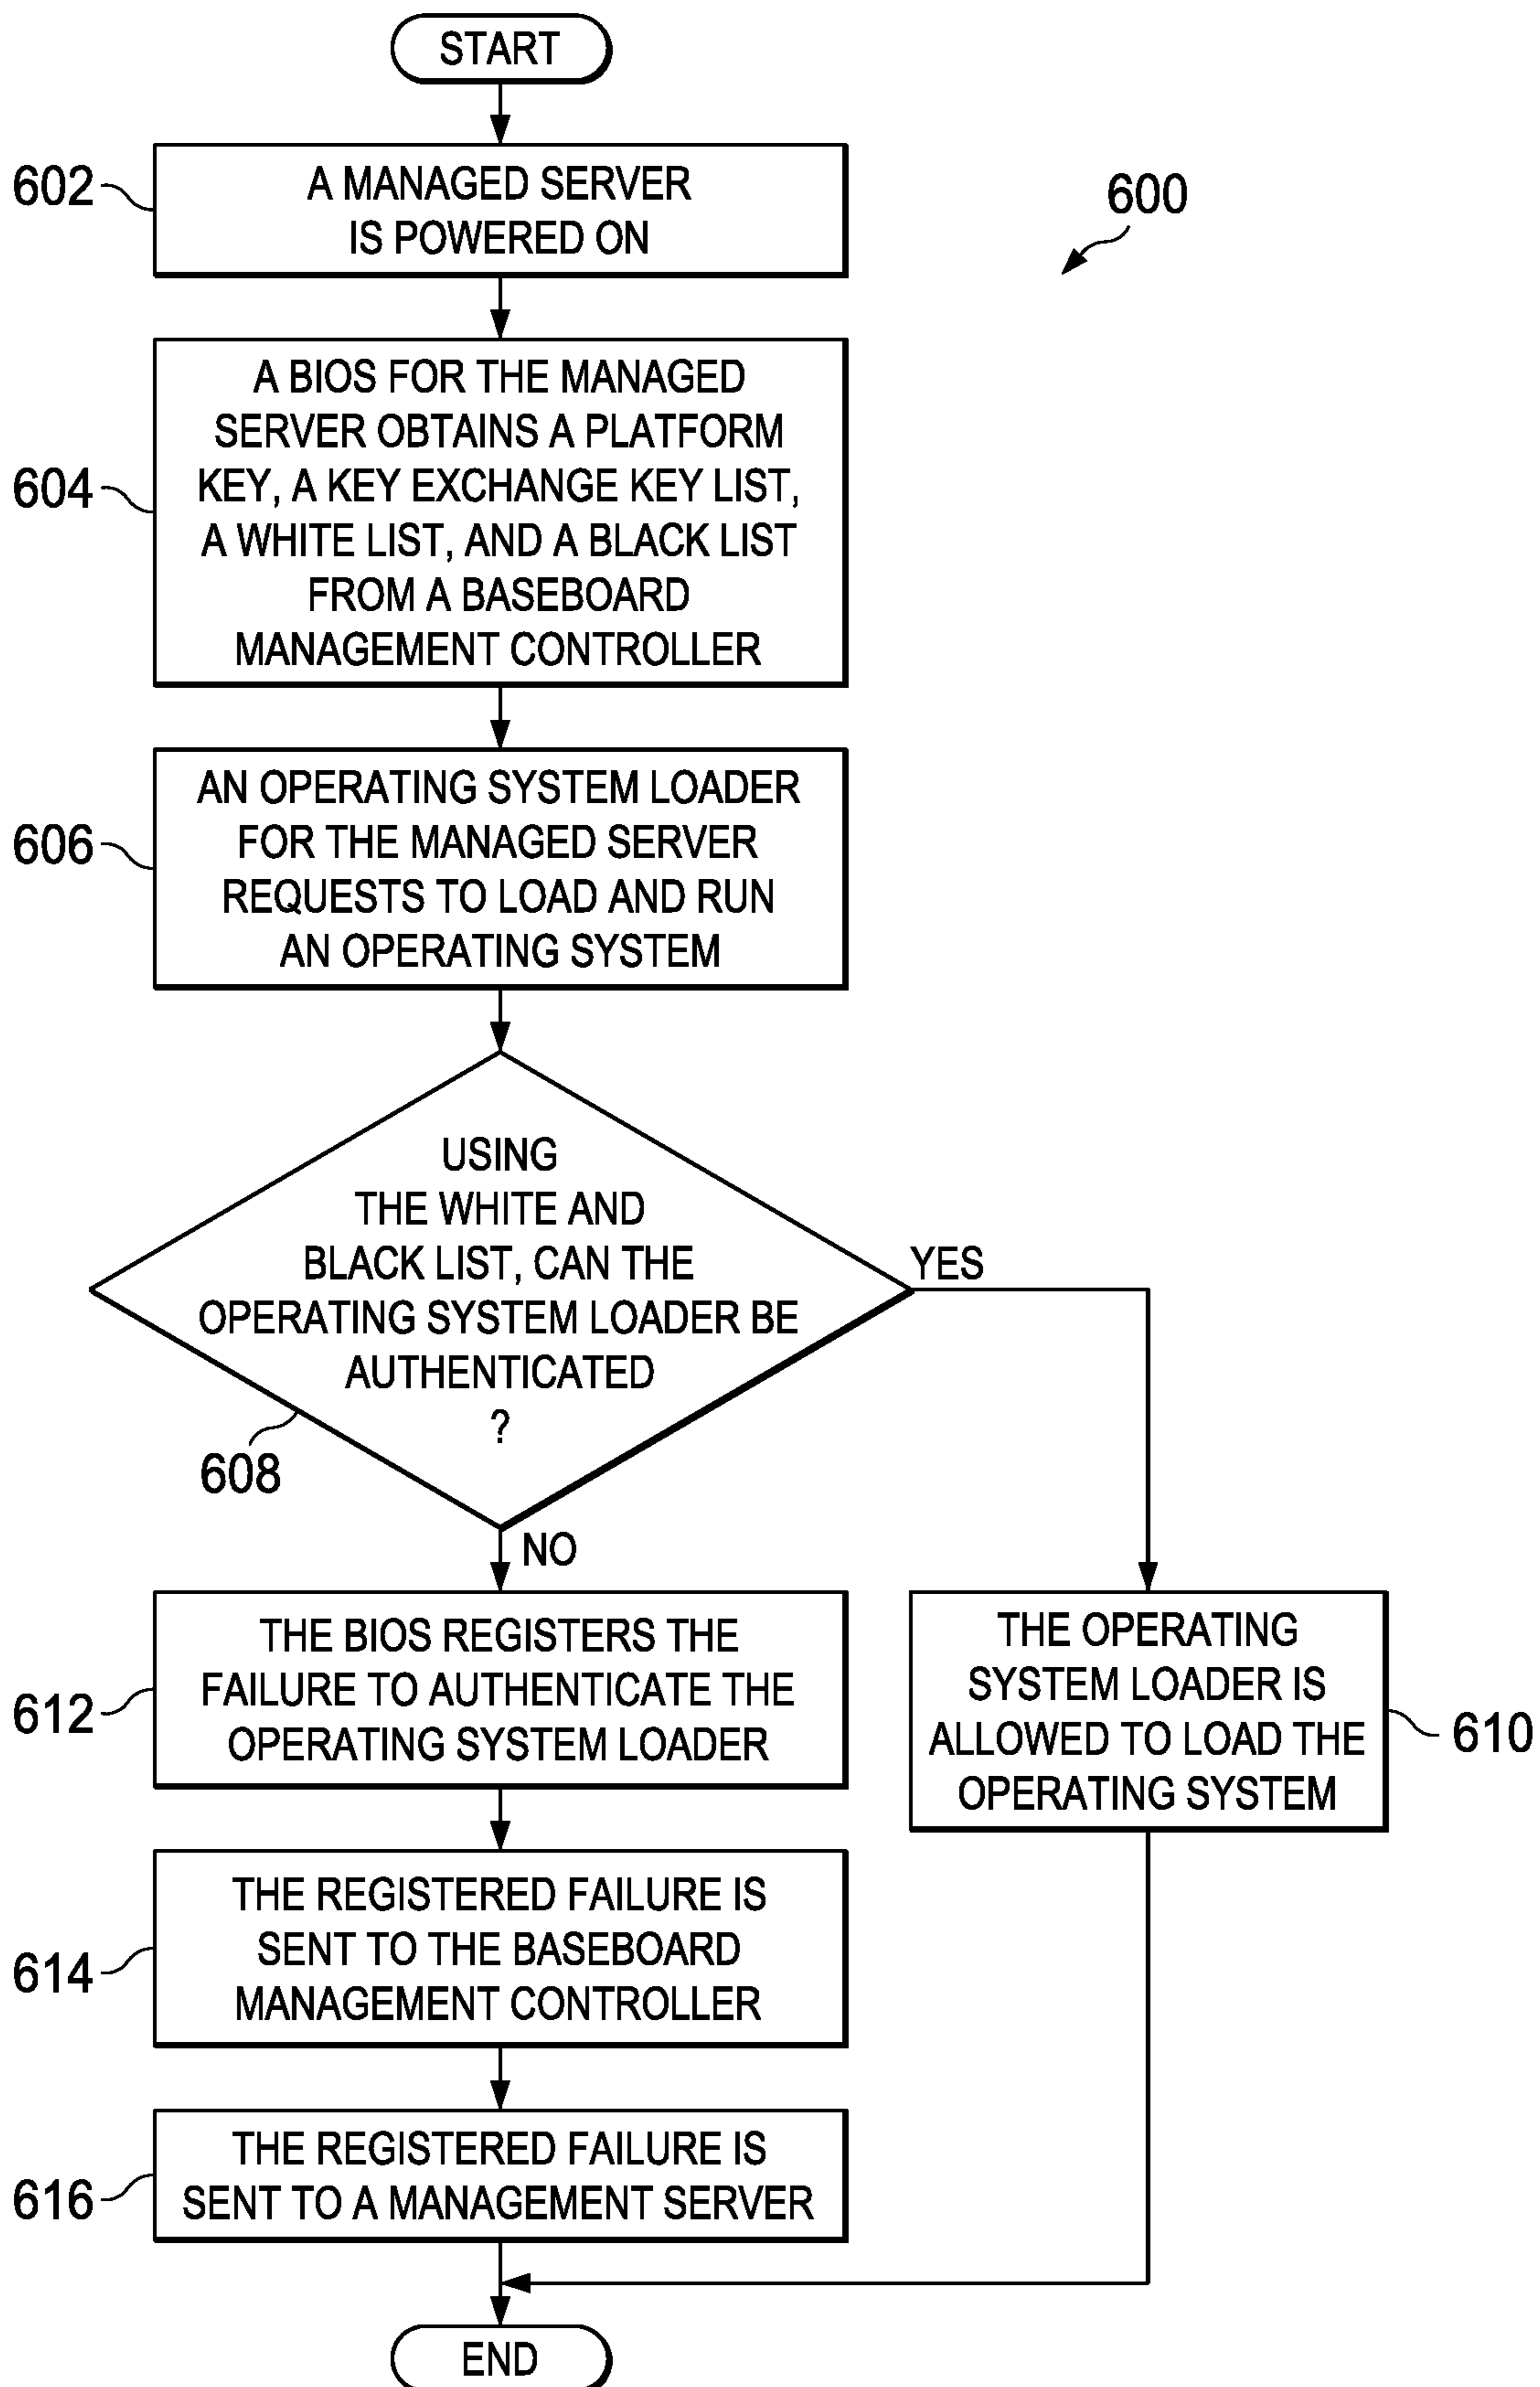 START
602
A MANAGED SERVER
IS POWERED ON
600
604
A BIOS FOR THE MANAGED
SERVER OBTAINS A PLATFORM
KEY, A KEY EXCHANGE KEY LIST,
A WHITE LIST, AND A BLACK LIST
FROM A BASEBOARD
MANAGEMENT CONTROLLER
606
AN OPERATING SYSTEM LOADER
FOR THE MANAGED SERVER
REQUESTS TO LOAD AND RUN
AN OPERATING SYSTEM
USING
THE WHITE AND
BLACK LIST, CAN THE
OPERATING SYSTEM LOADER BE
AUTHENTICATED
?
608
YES
NO
612
THE BIOS REGISTERS THE
FAILURE TO AUTHENTICATE THE
OPERATING SYSTEM LOADER
THE OPERATING
SYSTEM LOADER IS
ALLOWED TO LOAD THE
OPERATING SYSTEM
610
614
THE REGISTERED FAILURE IS
SENT TO THE BASEBOARD
MANAGEMENT CONTROLLER
616
THE REGISTERED FAILURE IS
SENT TO A MANAGEMENT SERVER
END